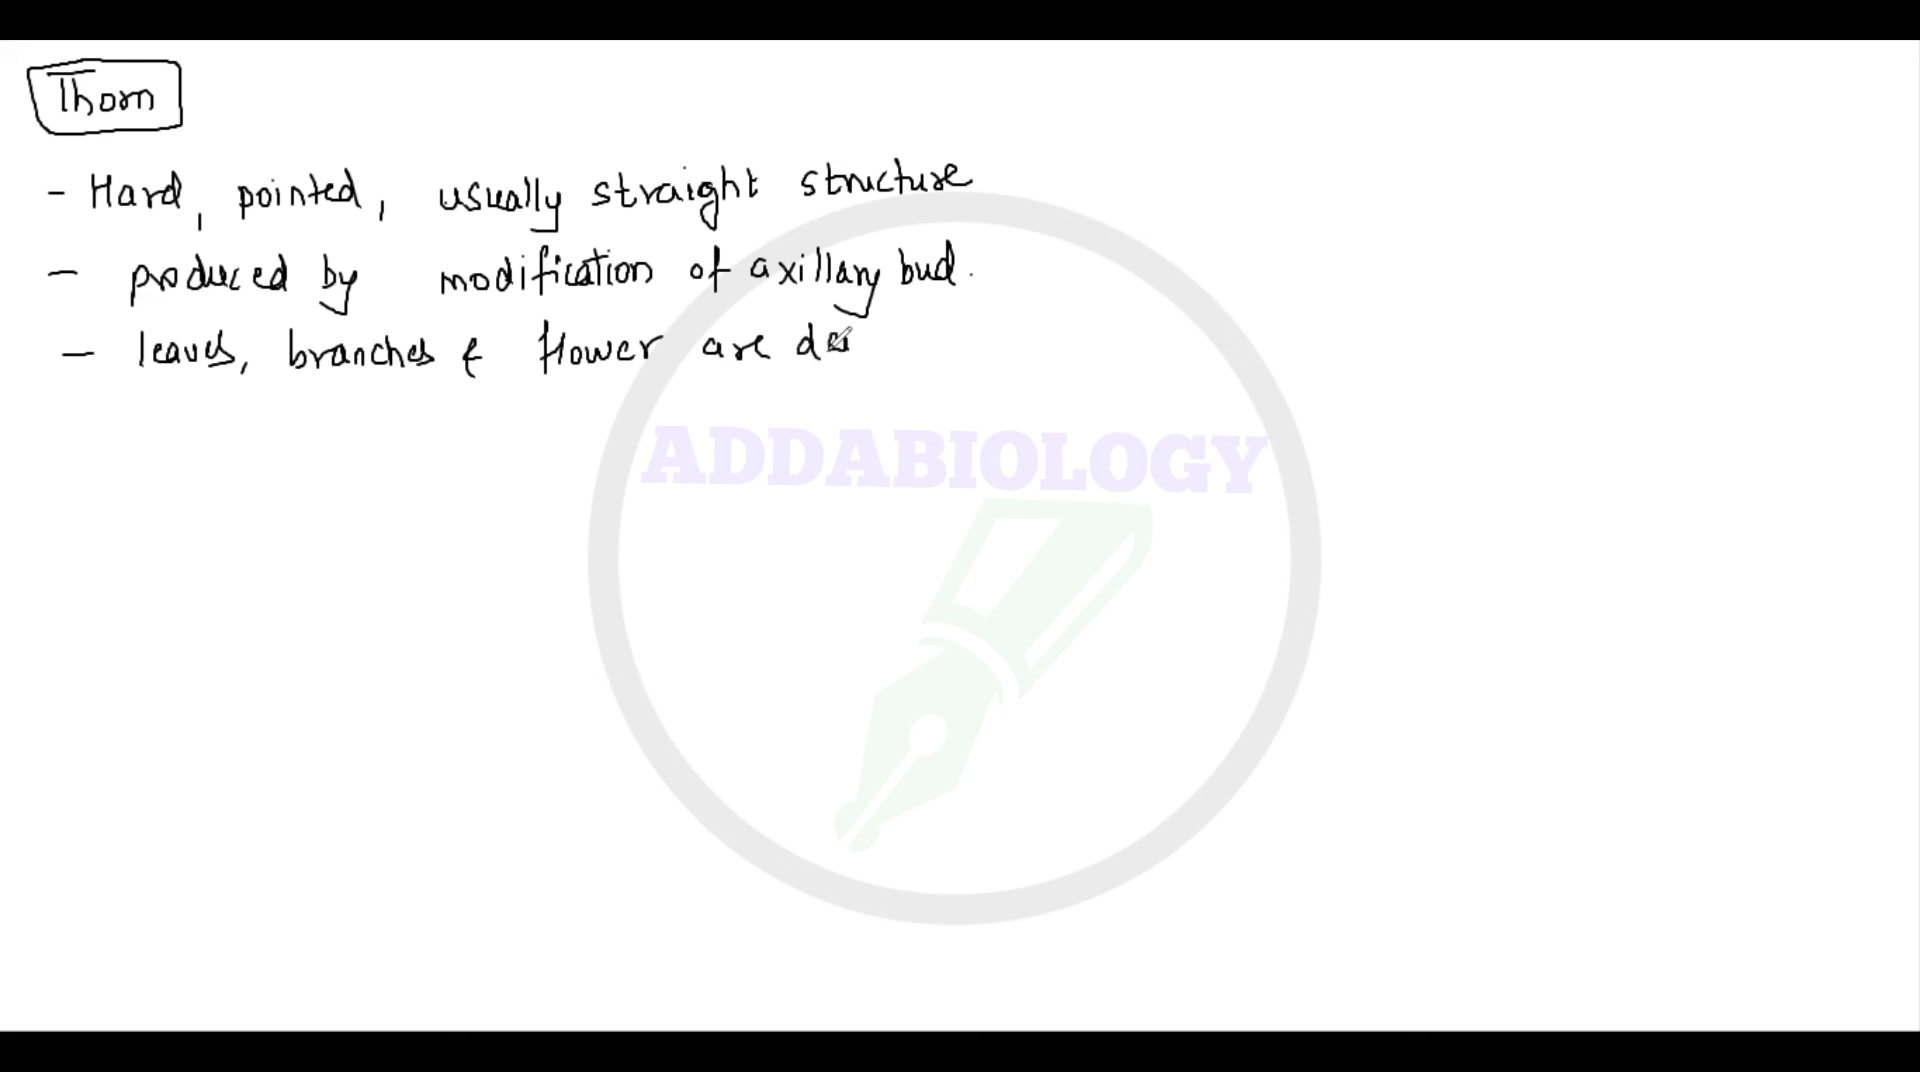 Thorn
- Hard, pointed, usually straight structure
- produced by modification of axillary bud.
- leaves, branches & flower are
ADDABIOLOGY